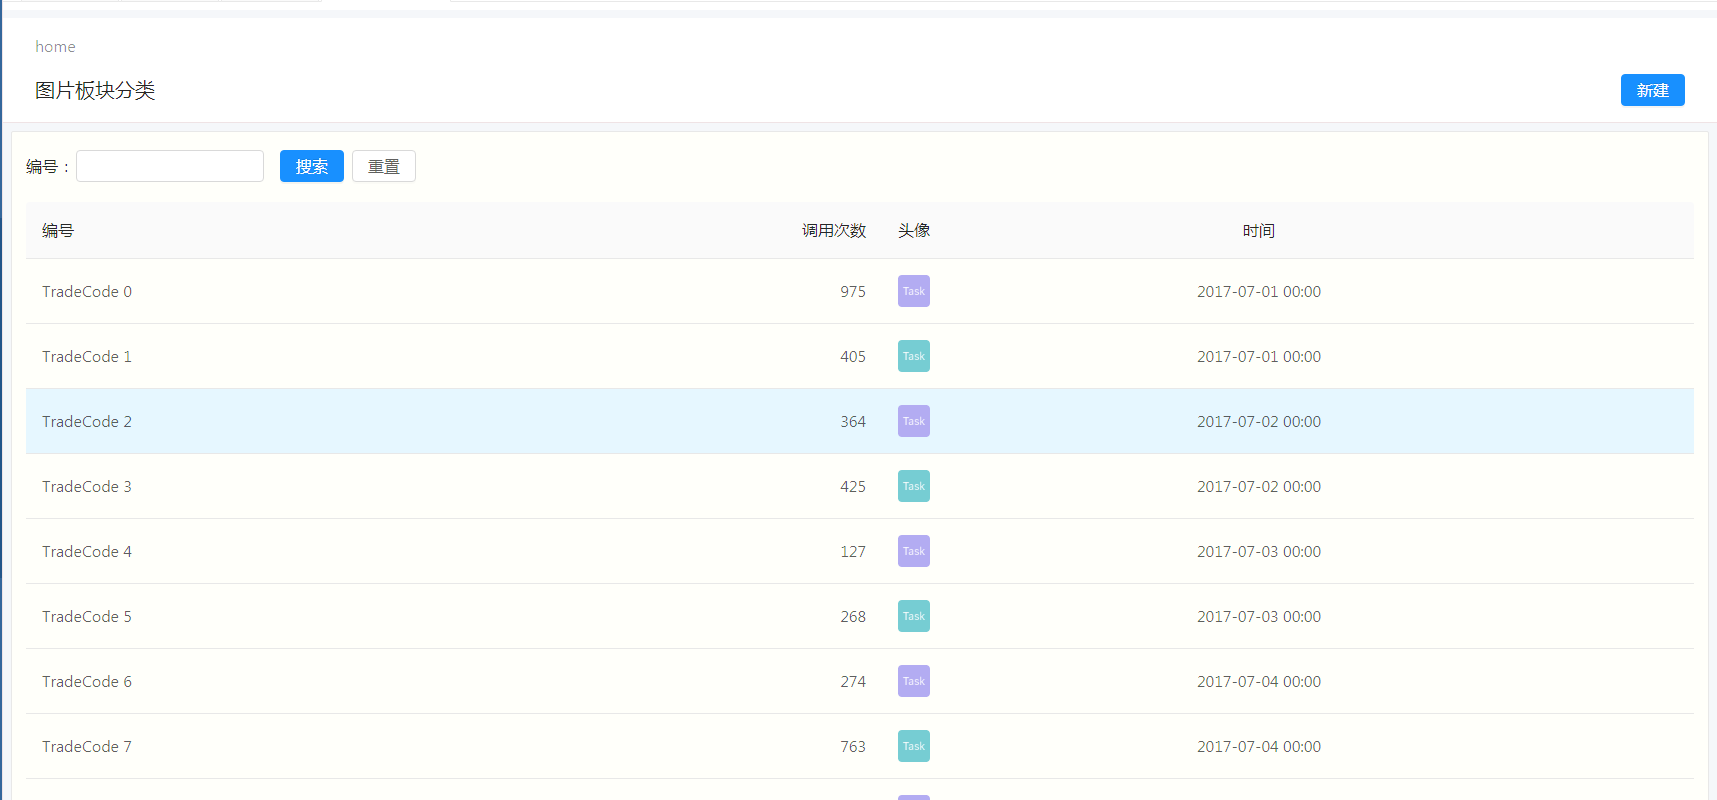 home
图片板块分类
新建
编号：
搜索 重置
编号 调用次数 头像 时间
TradeCode 0 975 Task 2017-07-01 00:00
TradeCode 1 405 Task 2017-07-01 00:00
TradeCode 2 364 Task 2017-07-02 00:00
TradeCode 3 425 Task 2017-07-02 00:00
TradeCode 4 127 Task 2017-07-03 00:00
TradeCode 5 268 Task 2017-07-03 00:00
TradeCode 6 274 Task 2017-07-04 00:00
TradeCode 7 763 Task 2017-07-04 00:00